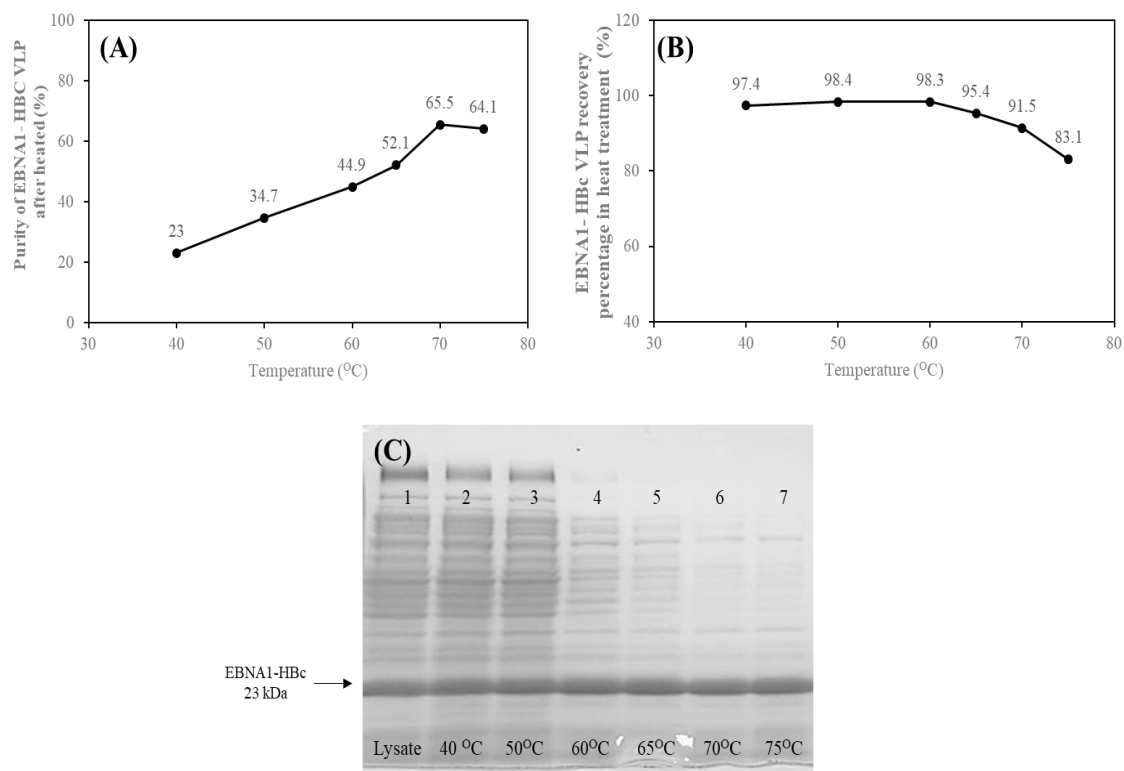 (A)
Purity of EBNA1- HBC VLP
after heated (%)
100
80
60
40
20
0
23
34.7
44.9
52.1
65.5
64.1
30 40 50 60 70 80
Temperature (OC)
(B)
EBNA1- HBc VLP recovery
percentage in heat treatment (%)
120
100
80
60
40
97.4
98.4
98.3
95.4
91.5
83.1
30 40 50 60 70 80
Temperature (OC)
(C)
1 2 3 4 5 6 7
EBNA1-HBc
23 kDa
Lysate 40 OC 50OC 60OC 65OC 70OC 75OC